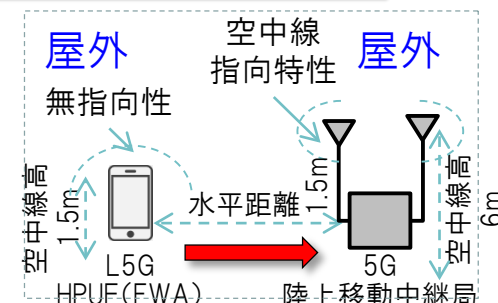 屋外
空中線
指向特性
屋外
無指向性
空中線高
1.5m
水平距離
1.5m
空中線高
6m
L5G
HPUE(FWA)
5G
陸上移動中継局